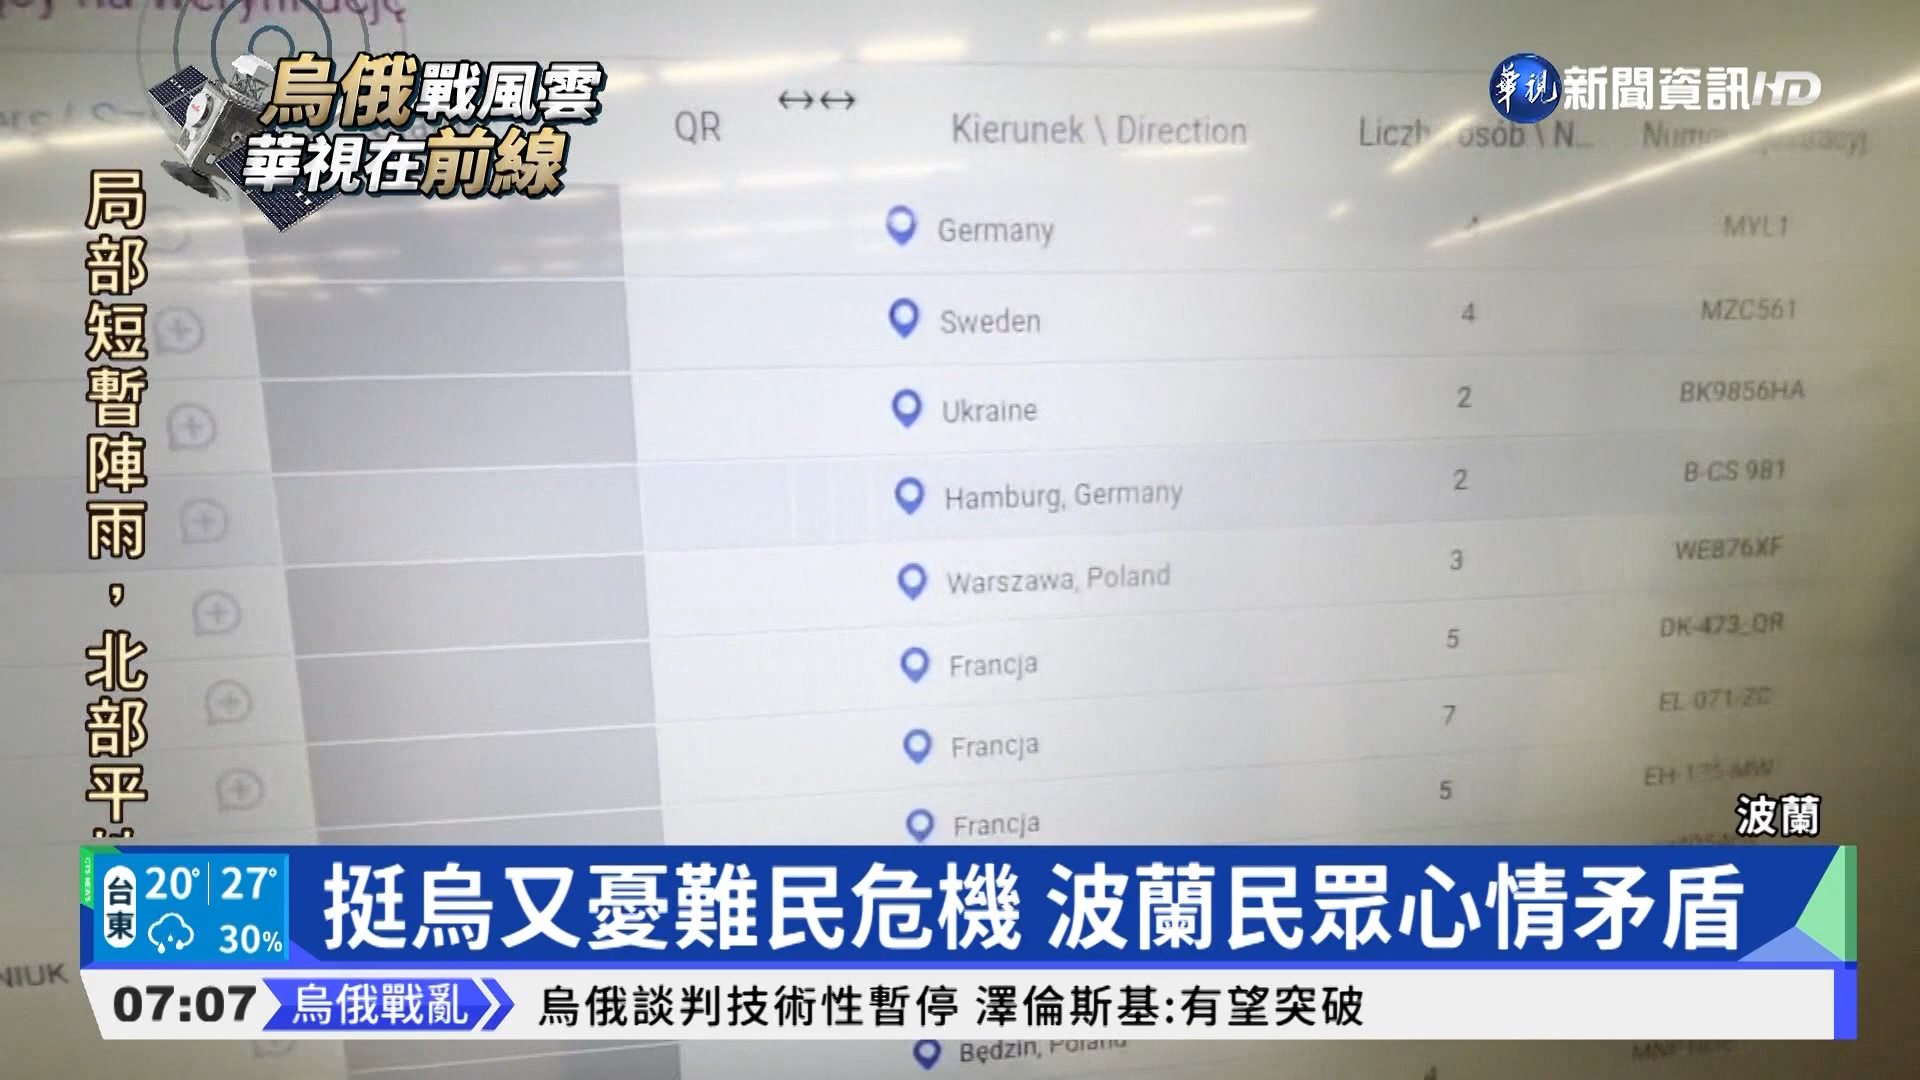 烏俄戰風雲
華視在前線
華視新聞資訊HD
QR
Kierunek \ Direction
Germany
MYL1
Sweden 4 MZC561
Ukraine 2 BK9856HA
Hamburg, Germany 2 B-CS 981
Warszawa, Poland 3 WE876XF
Francja 5 DK-473_QR
Francja 7 EL-071-ZC
Francja 5
局部短暫陣雨，北部平
波蘭
台東 20° 27° 30%
挺烏又憂難民危機 波蘭民眾心情矛盾
NIUK
07:07 烏俄戰亂 烏俄談判技術性暫停 澤倫斯基:有望突破
Będzin, Poland